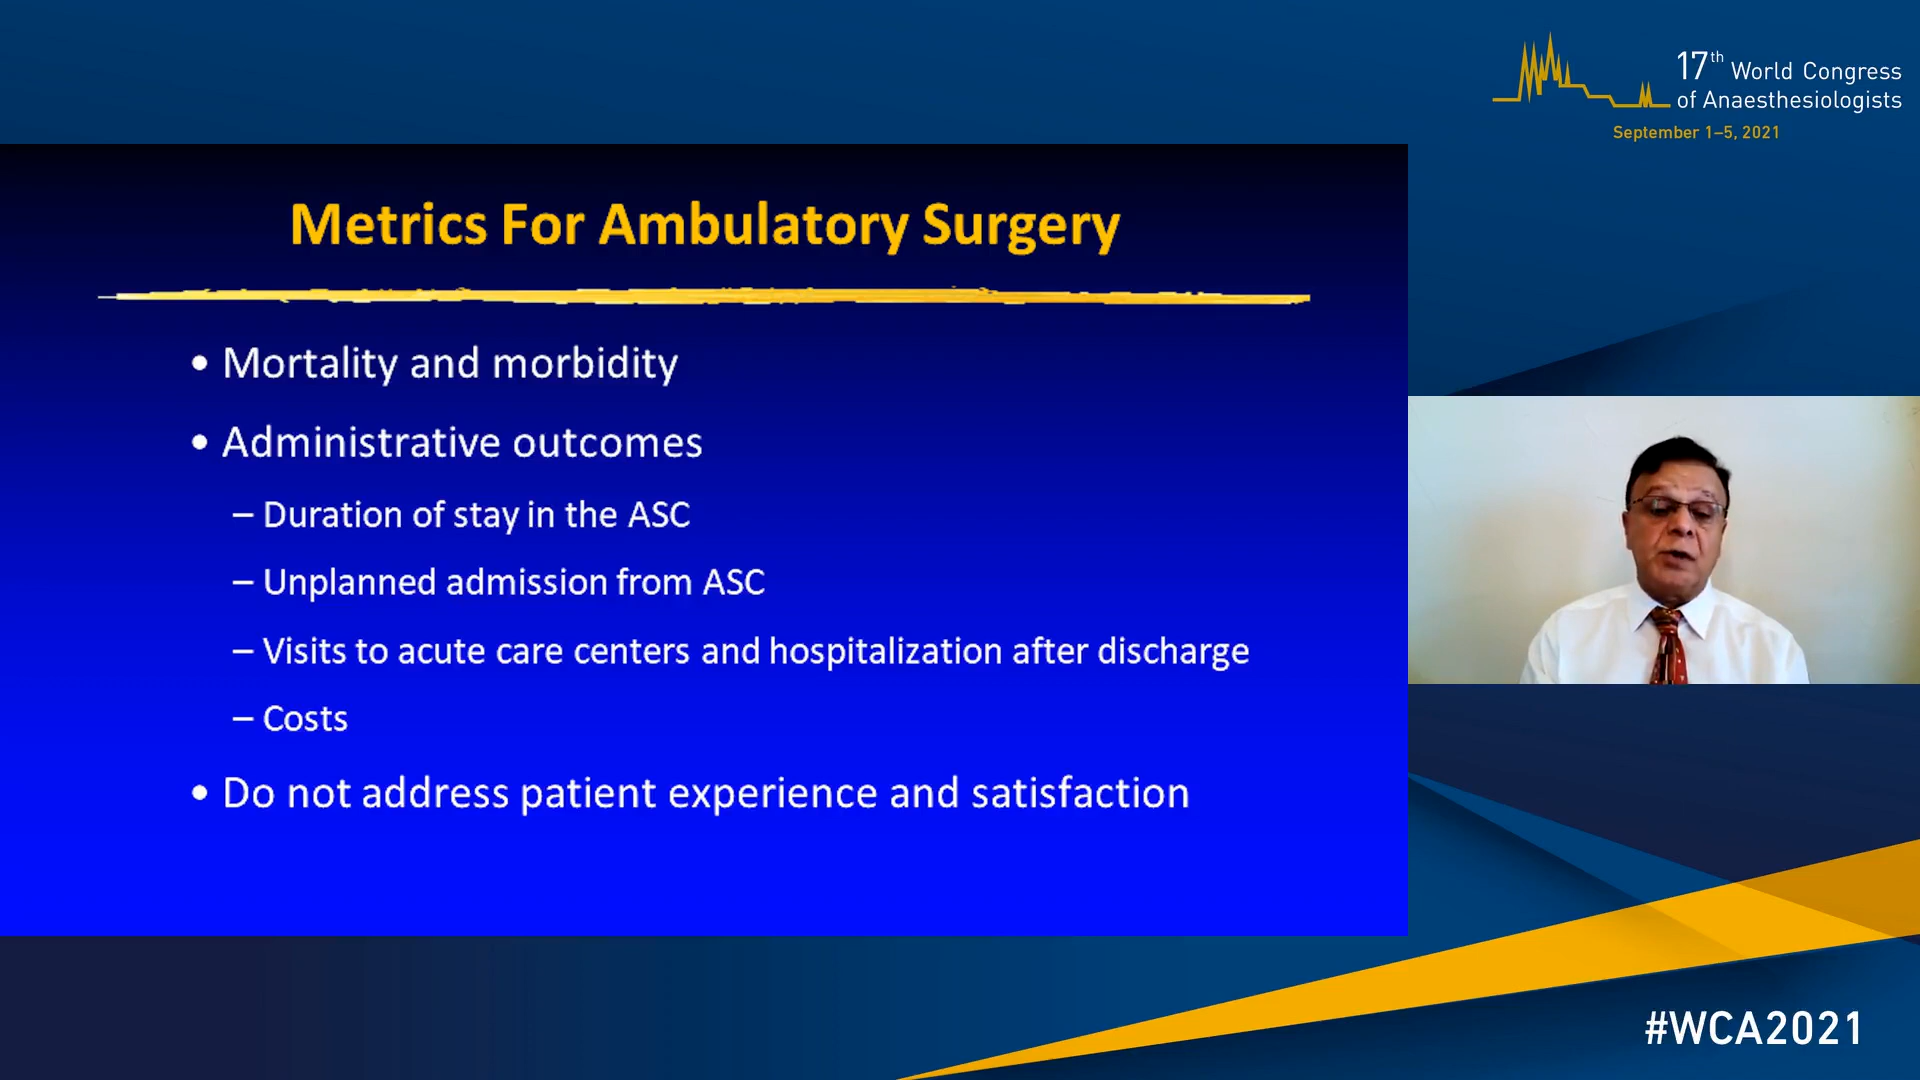 17th World Congress
of Anaesthesiologists
September 1–5, 2021
Metrics For Ambulatory Surgery
• Mortality and morbidity
• Administrative outcomes
– Duration of stay in the ASC
– Unplanned admission from ASC
– Visits to acute care centers and hospitalization after discharge
– Costs
• Do not address patient experience and satisfaction
#WCA2021